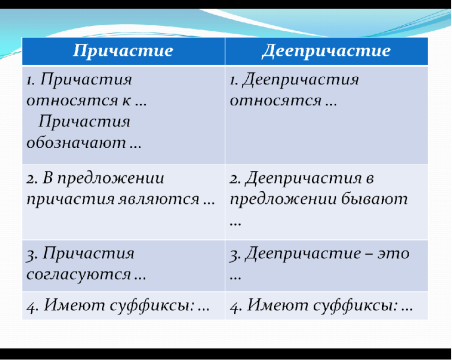 Причастие
Деепричастие
1. Причастия
относятся к ...
Причастия
обозначают ...
1. Деепричастия
относятся ...
2. В предложении
причастия являются ...
2. Деепричастия в
предложении бывают
...
3. Причастия
согласуются ...
3. Деепричастие – это
...
4. Имеют суффиксы: ...
4. Имеют суффиксы: ...